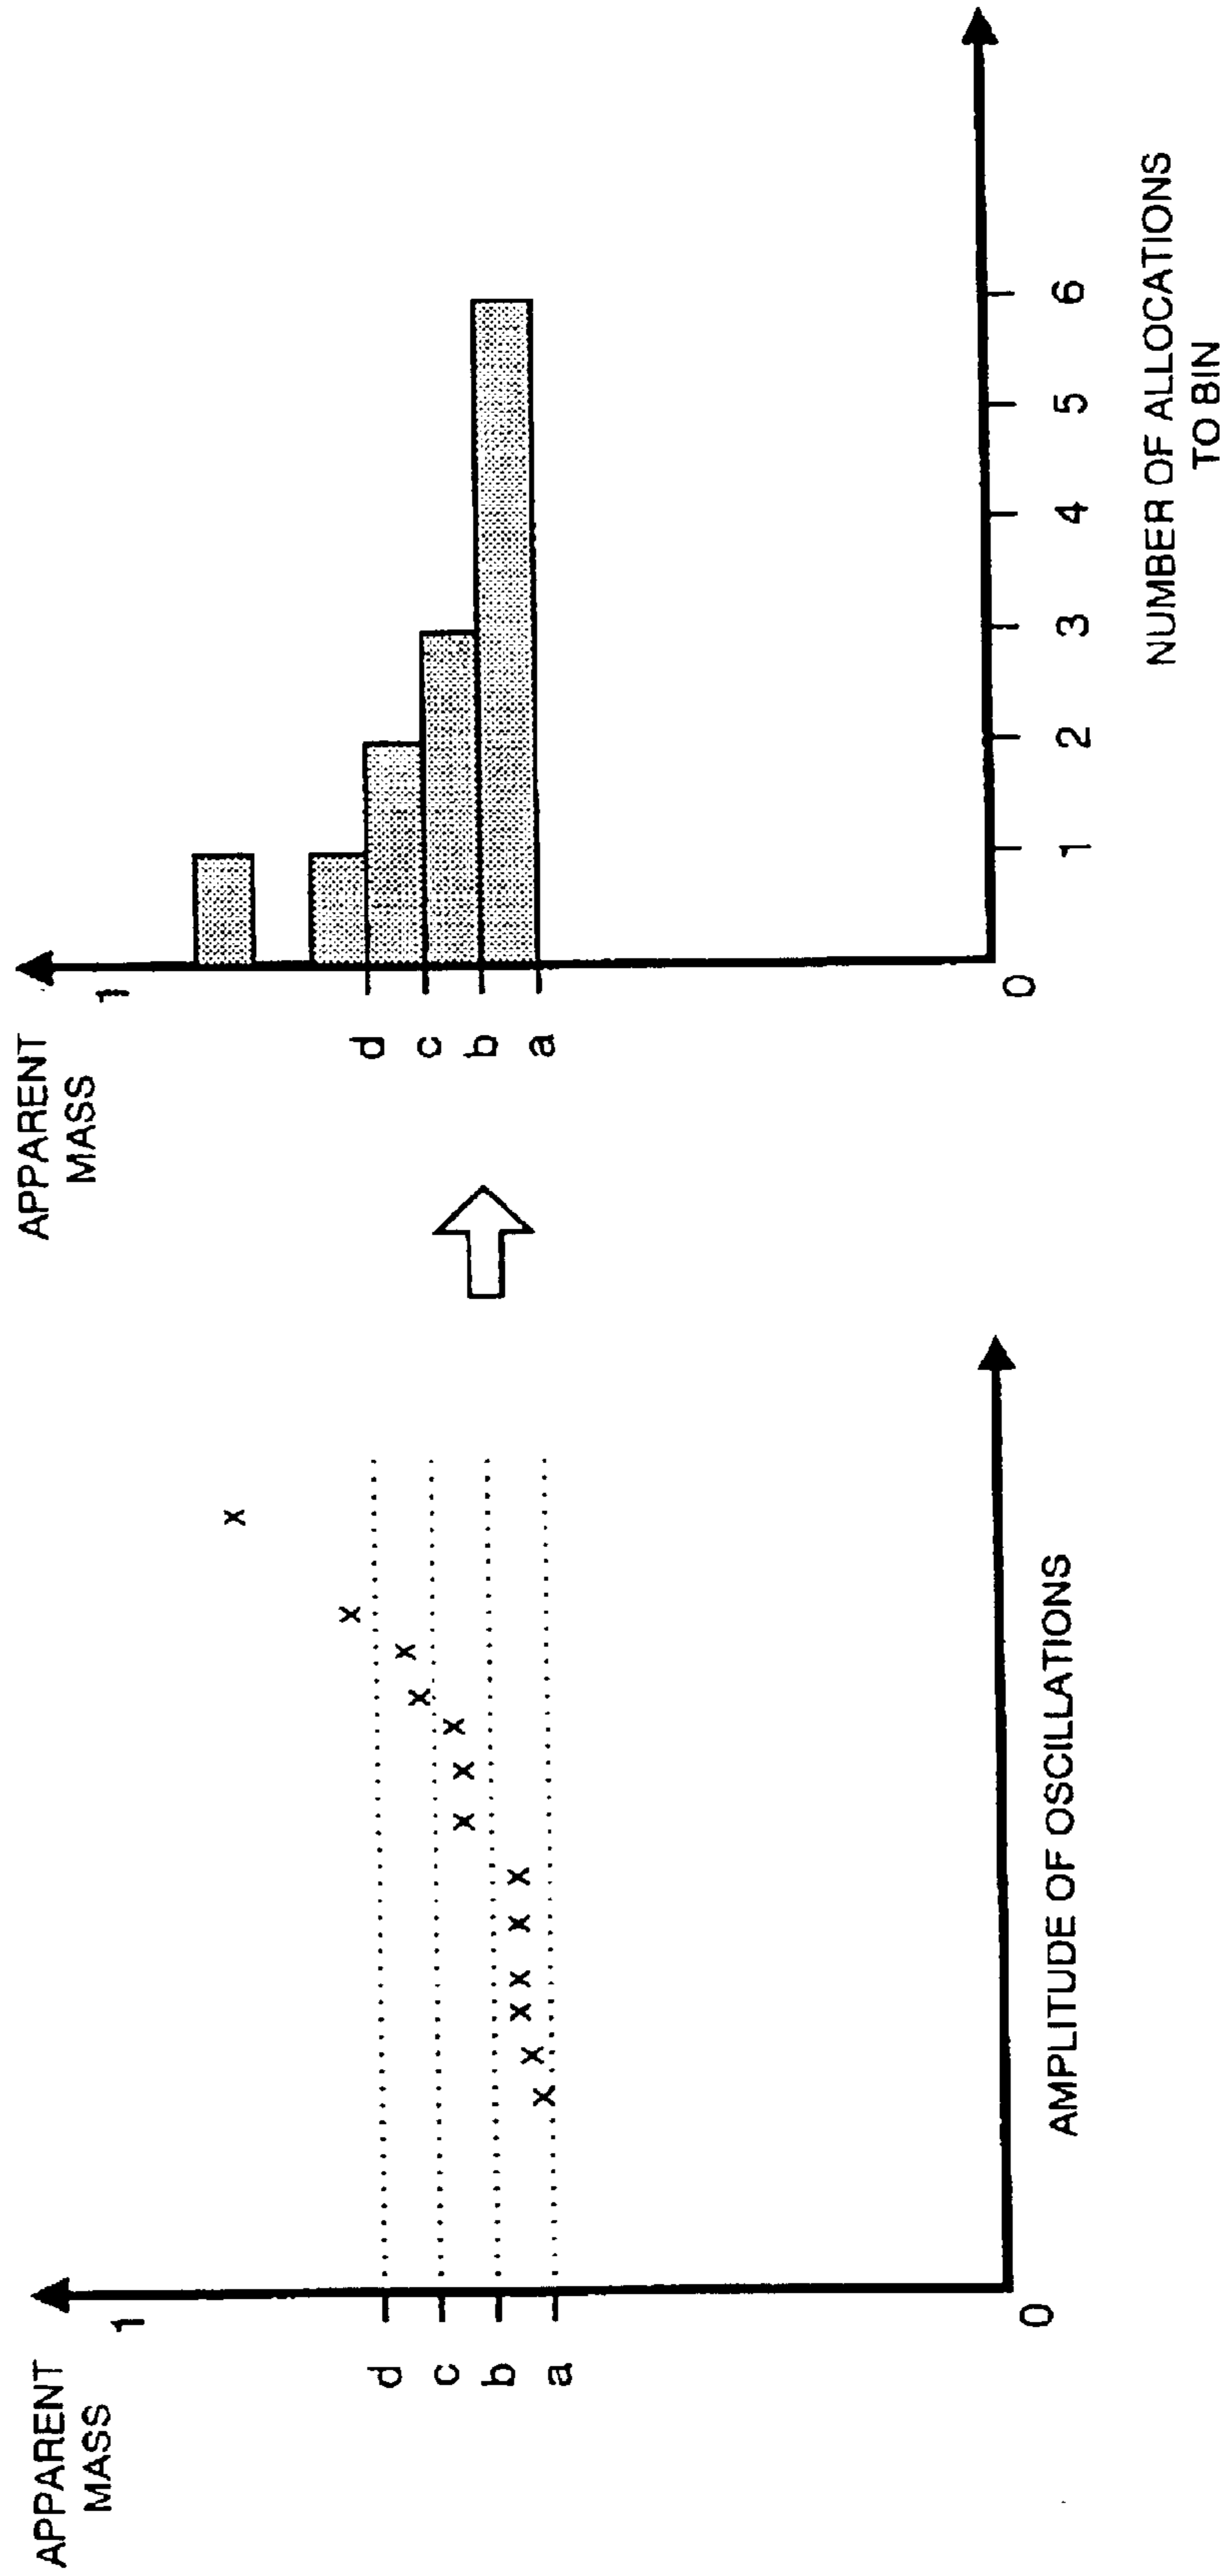 APPARENT
MASS
1
d
c
b
a
0
AMPLITUDE OF OSCILLATIONS
x
x
x
x
x
x
x
x
x
x
x
x
x
APPARENT
MASS
1
d
c
b
a
0
1 2 3 4 5 6
NUMBER OF ALLOCATIONS
TO BIN